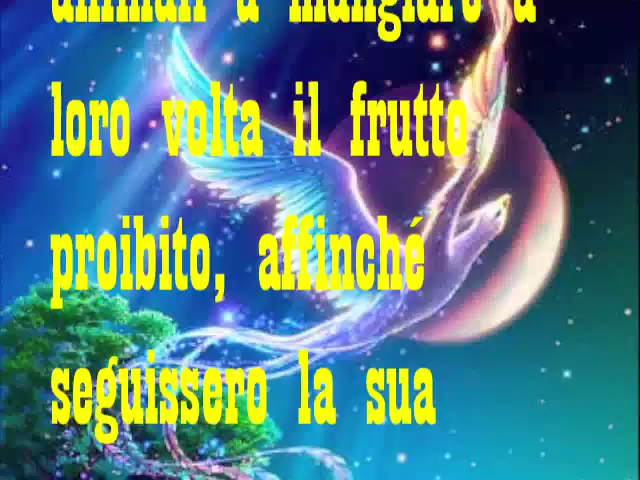 animali a mangiare a
loro volta il frutto
proibito, affinché
seguissero la sua